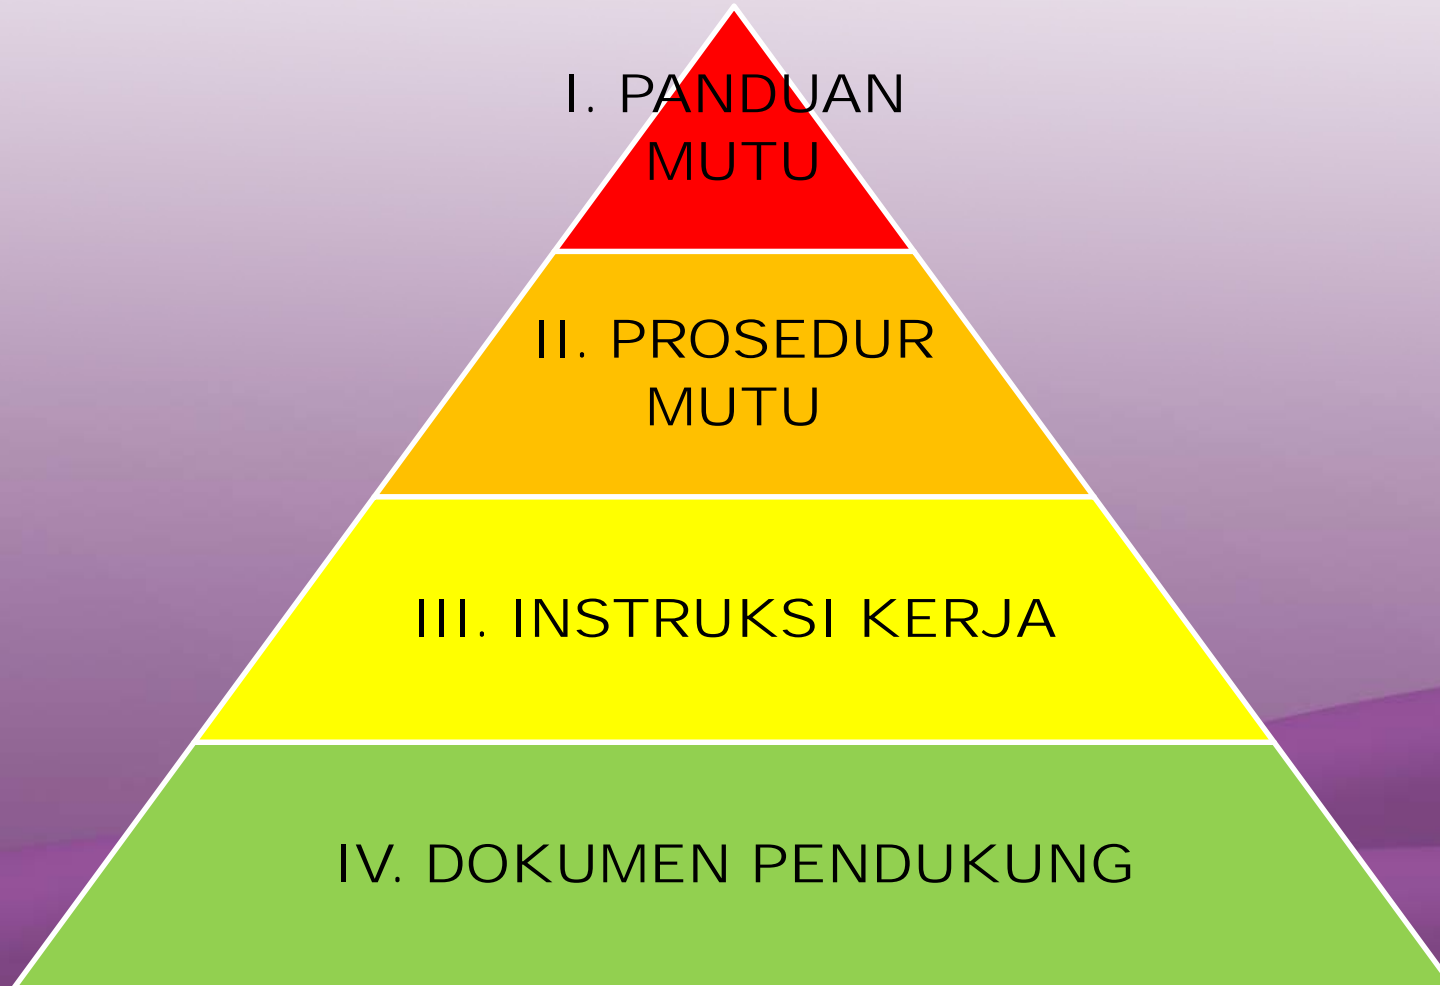 I. PANDUAN
MUTU
II. PROSEDUR
MUTU
III. INSTRUKSI KERJA
IV. DOKUMEN PENDUKUNG